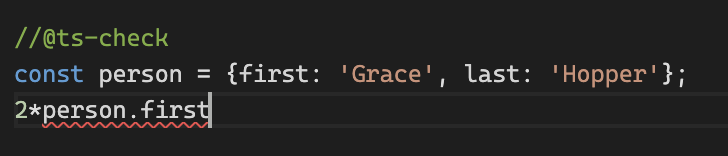 //@ts-check
const person = {first: 'Grace', last: 'Hopper'};
2*person.first